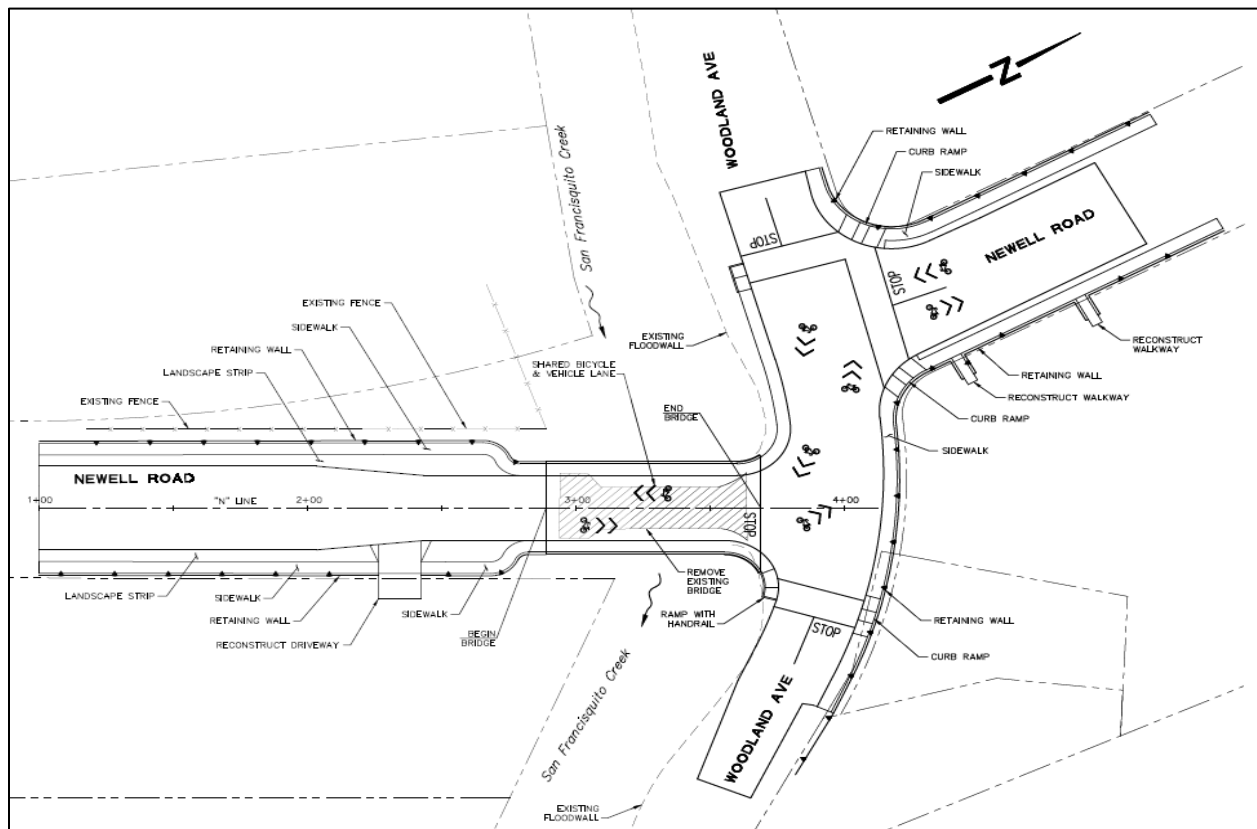 WOODLAND AVE
N
RETAINING WALL
CURB RAMP
SIDEWALK
San Francisquito Creek
STOP
NEWELL ROAD
STOP
EXISTING FENCE
SIDEWALK
RETAINING WALL
LANDSCAPE STRIP
EXISTING FENCE
EXISTING
FLOODWALL
SHARED BICYCLE
& VEHICLE LANE
END
BRIDGE
RECONSTRUCT
WALKWAY
RETAINING WALL
RECONSTRUCT WALKWAY
CURB RAMP
SIDEWALK
NEWELL ROAD
1+00
"N" LINE
2+00
3+00
4+00
STOP
LANDSCAPE STRIP
SIDEWALK
RETAINING WALL
RECONSTRUCT DRIVEWAY
SIDEWALK
BEGIN
BRIDGE
REMOVE
EXISTING
BRIDGE
RAMP WITH
HANDRAIL
STOP
RETAINING WALL
CURB RAMP
San Francisquito Creek
WOODLAND AVE
EXISTING
FLOODWALL